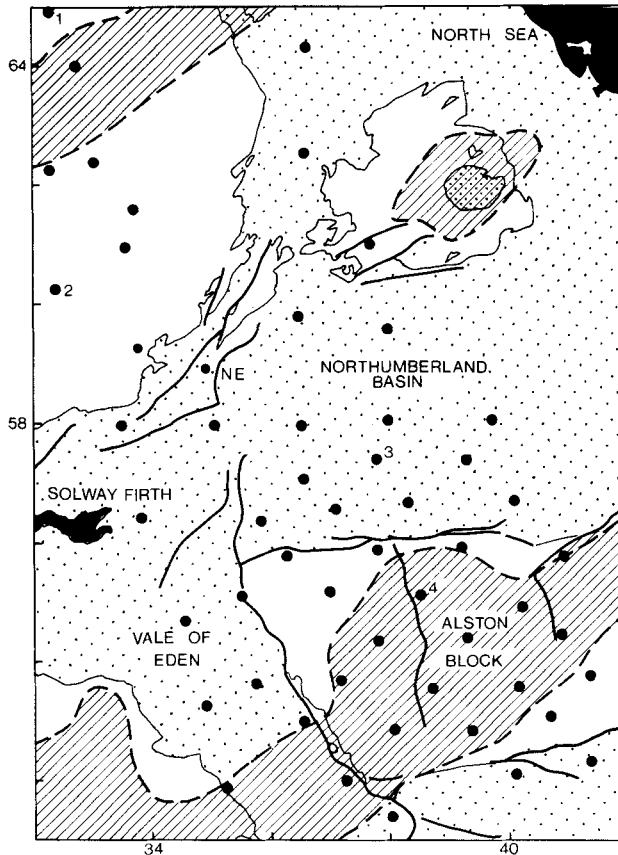 1
NORTH SEA
64
2
NE
NORTHUMBERLAND
BASIN
58
3
SOLWAY FIRTH
4
VALE OF
EDEN
ALSTON
BLOCK
34
40